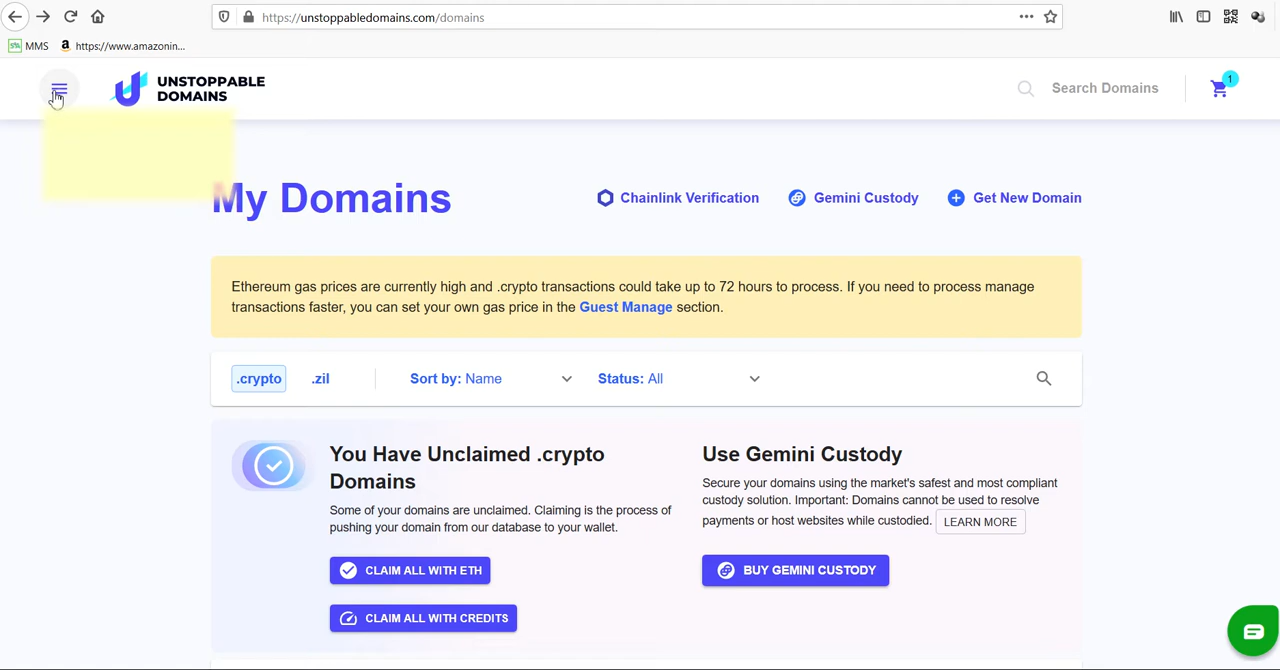 https://unstoppabledomains.com/domains
MMS
https://www.amazonin...
UNSTOPPABLE
DOMAINS
Search Domains
1
My Domains
Chainlink Verification
Gemini Custody
Get New Domain
Ethereum gas prices are currently high and .crypto transactions could take up to 72 hours to process. If you need to process manage
transactions faster, you can set your own gas price in the Guest Manage section.
.crypto
.zil
Sort by: Name
Status: All
You Have Unclaimed .crypto
Domains
Some of your domains are unclaimed. Claiming is the process of
pushing your domain from our database to your wallet.
CLAIM ALL WITH ETH
CLAIM ALL WITH CREDITS
Use Gemini Custody
Secure your domains using the market's safest and most compliant
custody solution. Important: Domains cannot be used to resolve
payments or host websites while custodied. LEARN MORE
BUY GEMINI CUSTODY